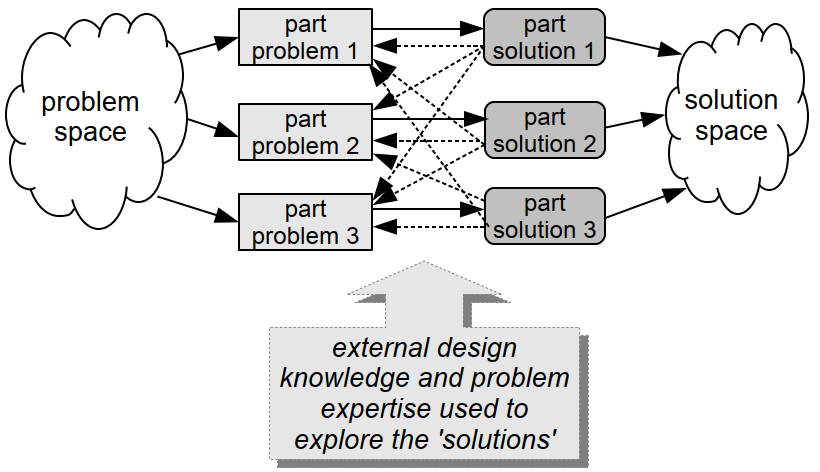 problem
space
part
problem 1
part
problem 2
part
problem 3
part
solution 1
part
solution 2
part
solution 3
solution
space
external design
knowledge and problem
expertise used to
explore the 'solutions'